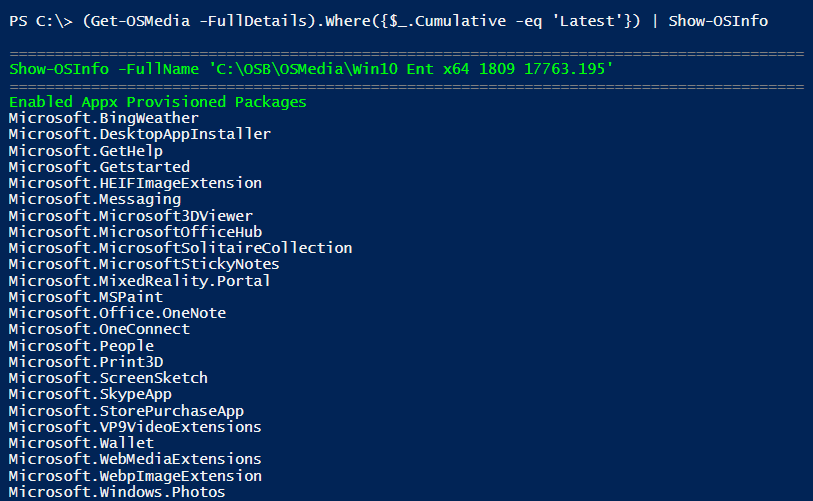 PS C:\> (Get-OSMedia -FullDetails).Where({$_.Cumulative -eq 'Latest'}) | Show-OSInfo
========================================================================================
Show-OSInfo -FullName 'C:\OSB\OSMedia\Win10 Ent x64 1809 17763.195'
========================================================================================
Enabled Appx Provisioned Packages
Microsoft.BingWeather
Microsoft.DesktopAppInstaller
Microsoft.GetHelp
Microsoft.Getstarted
Microsoft.HEIFImageExtension
Microsoft.Messaging
Microsoft.Microsoft3DViewer
Microsoft.MicrosoftOfficeHub
Microsoft.MicrosoftSolitaireCollection
Microsoft.MicrosoftStickyNotes
Microsoft.MixedReality.Portal
Microsoft.MSPaint
Microsoft.Office.OneNote
Microsoft.OneConnect
Microsoft.People
Microsoft.Print3D
Microsoft.ScreenSketch
Microsoft.SkypeApp
Microsoft.StorePurchaseApp
Microsoft.VP9VideoExtensions
Microsoft.Wallet
Microsoft.WebMediaExtensions
Microsoft.WebpImageExtension
Microsoft.Windows.Photos